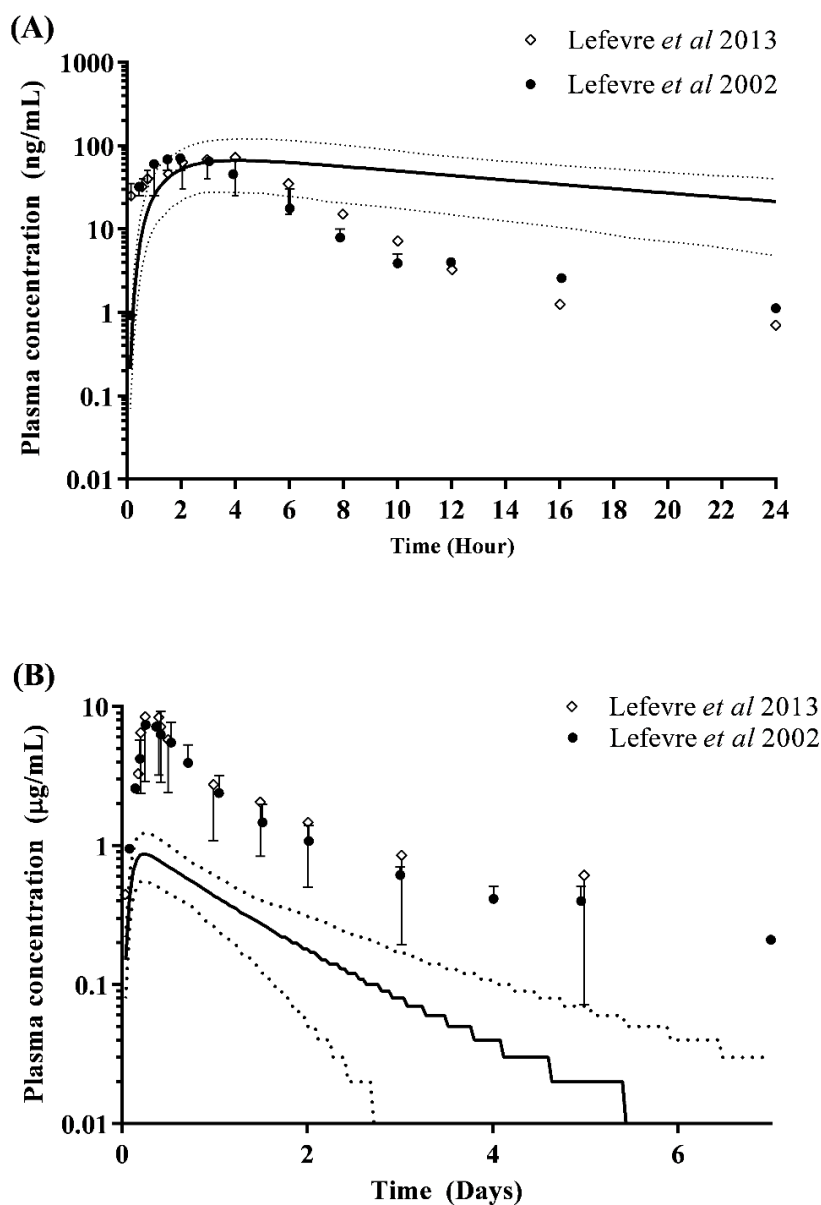 (A)
Lefevre et al 2013
Lefevre et al 2002
Plasma concentration (ng/mL)
1000
100
10
1
0.1
0.01
0 2 4 6 8 10 12 14 16 18 20 22 24
Time (Hour)
(B)
Lefevre et al 2013
Lefevre et al 2002
Plasma concentration (μg/mL)
10
1
0.1
0.01
0 2 4 6
Time (Days)